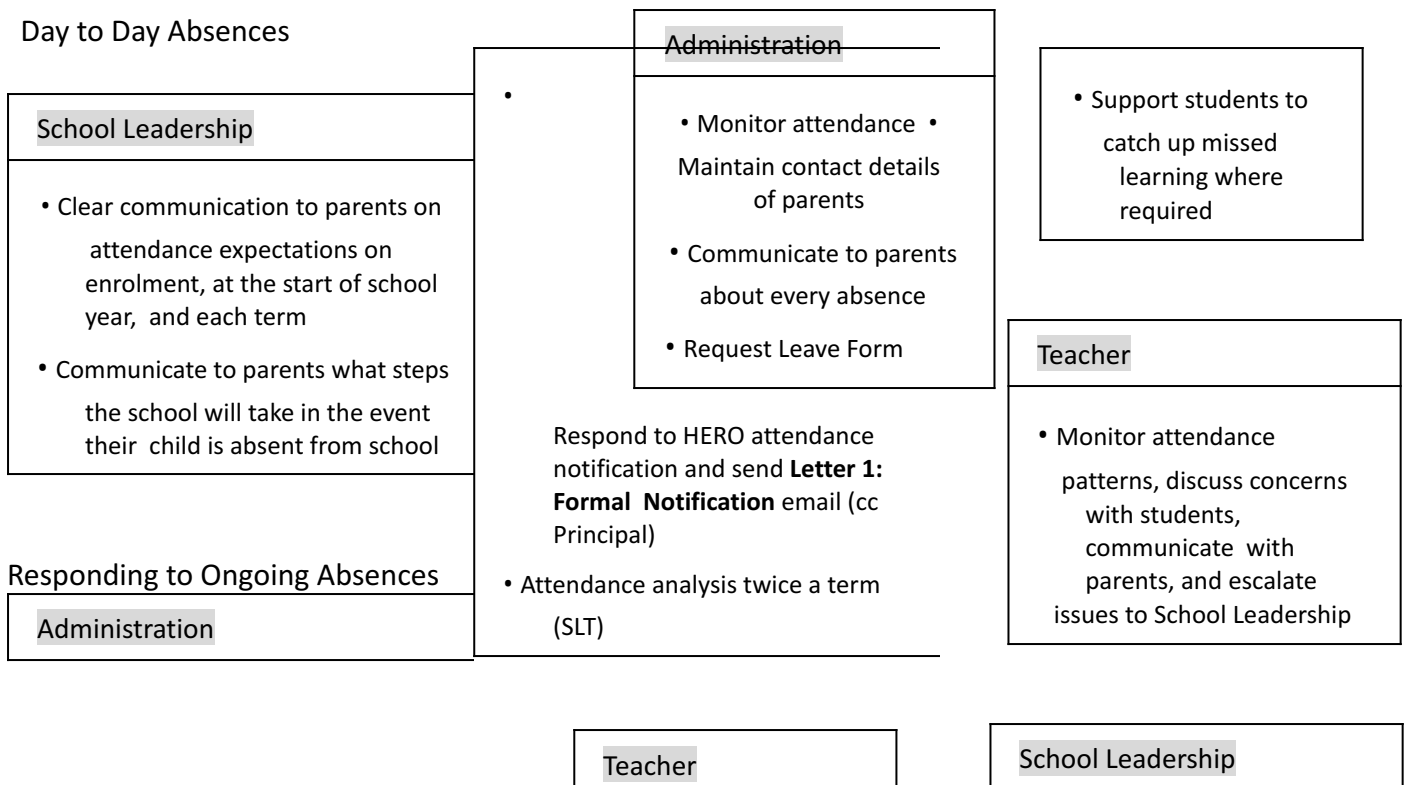 Day to Day Absences
School Leadership
• Clear communication to parents on
attendance expectations on
enrolment, at the start of school
year, and each term
• Communicate to parents what steps
the school will take in the event
their child is absent from school
Administration
• Monitor attendance •
Maintain contact details
of parents
• Communicate to parents
about every absence
• Request Leave Form
• Support students to
catch up missed
learning where
required
Teacher
• Monitor attendance
patterns, discuss concerns
with students,
communicate with
parents, and escalate
issues to School Leadership
Responding to Ongoing Absences
Administration
•
Respond to HERO attendance
notification and send Letter 1:
Formal Notification email (cc
Principal)
• Attendance analysis twice a term
(SLT)
Teacher
School Leadership